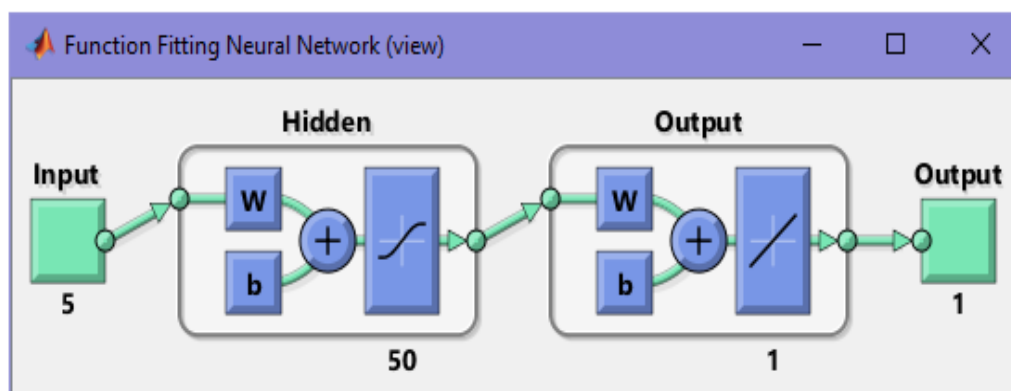 Function Fitting Neural Network (view)
Hidden
Output
Input
Output
W
W
+
+
b
b
5
1
50
1